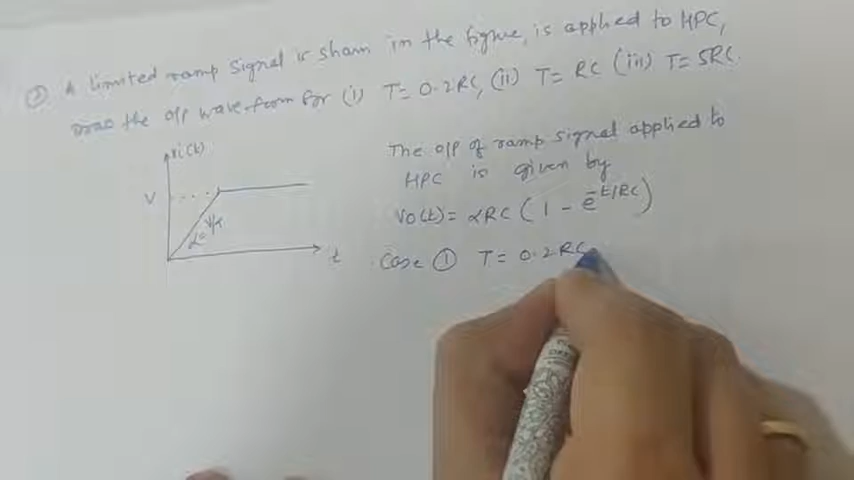 ② A limited ramp signal is shown in the figure, is applied to HPC,
Draw the o/p wave form for (i) T= 0.2RC, (ii) T= RC (iii) T= 5RC.
vi(t)
V
α= V/T
t
The o/p of ramp signal applied to
HPC is given by
Vo(t)= αRC ( 1 - e^-t/RC )
Case ① T= 0.2RC